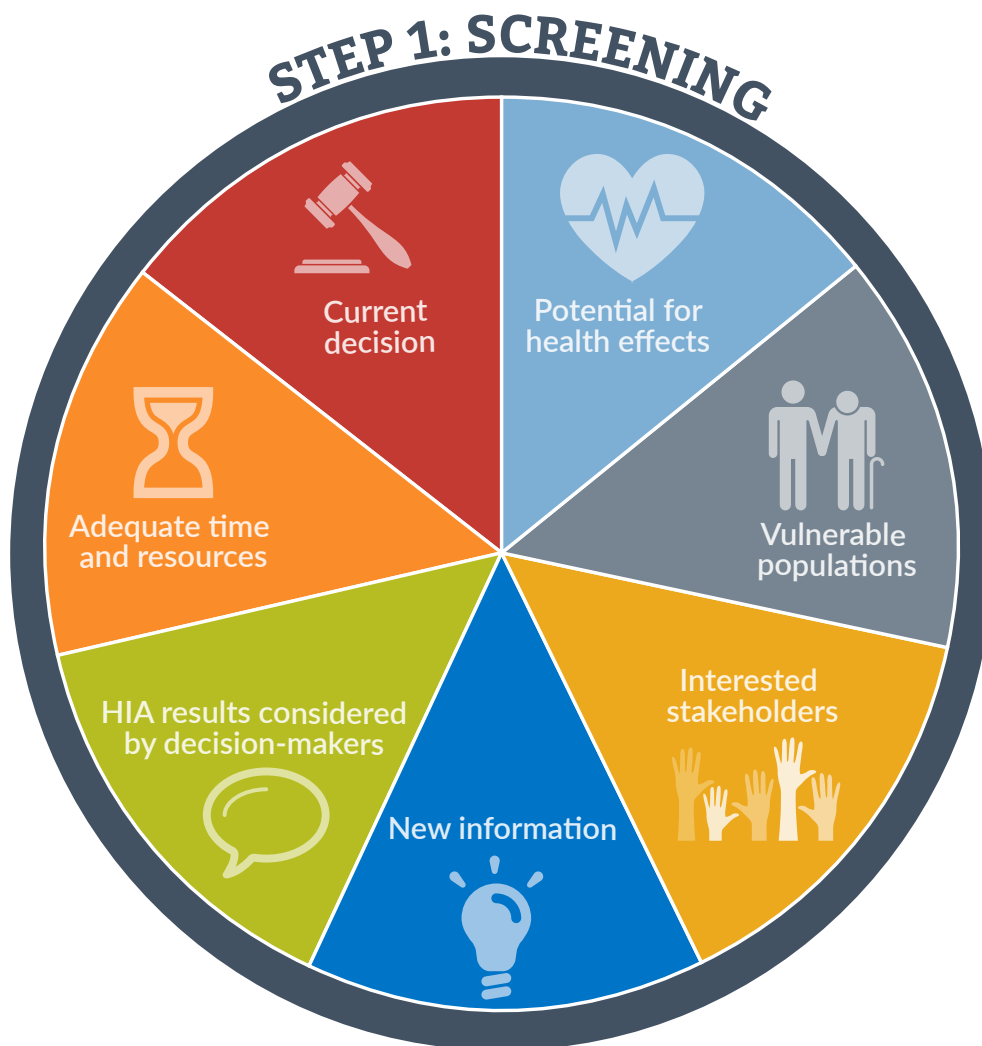 STEP 1: SCREENING
Current
decision
Potential for
health effects
Adequate time
and resources
Vulnerable
populations
HIA results considered
by decision-makers
Interested
stakeholders
New information